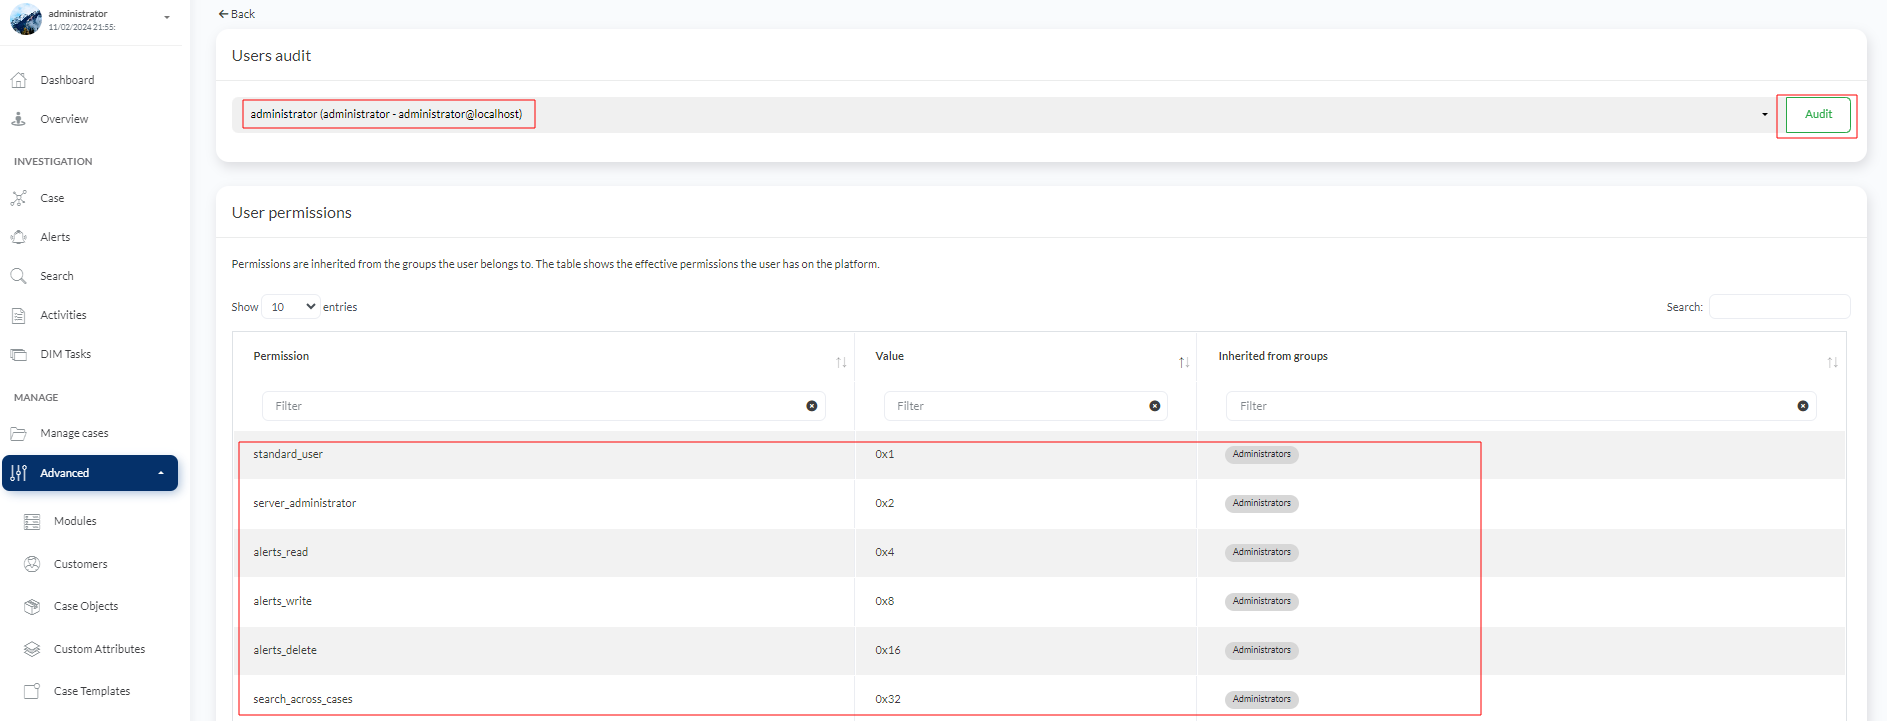 administrator
11/02/2024 21:55:
Dashboard
Overview
INVESTIGATION
Case
Alerts
Search
Activities
DIM Tasks
MANAGE
Manage cases
Advanced
Modules
Customers
Case Objects
Custom Attributes
Case Templates
Back
Users audit
administrator (administrator - administrator@localhost)
Audit
User permissions
Permissions are inherited from the groups the user belongs to. The table shows the effective permissions the user has on the platform.
Show 10 entries
Search:
Permission Value Inherited from groups
Filter Filter Filter
standard_user 0x1 Administrators
server_administrator 0x2 Administrators
alerts_read 0x4 Administrators
alerts_write 0x8 Administrators
alerts_delete 0x16 Administrators
search_across_cases 0x32 Administrators